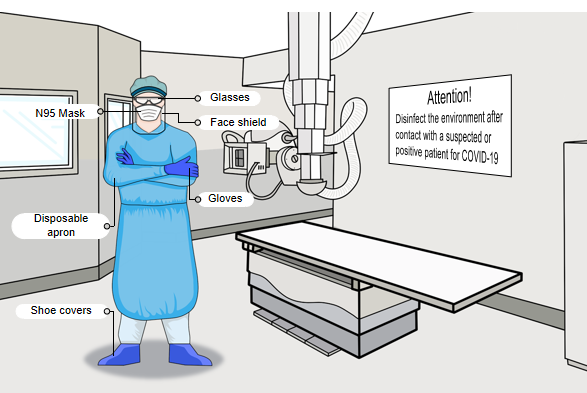 Glasses
N95 Mask
Face shield
Gloves
Disposable
apron
Shoe covers
Attention!
Disinfect the environment after
contact with a suspected or
positive patient for COVID-19